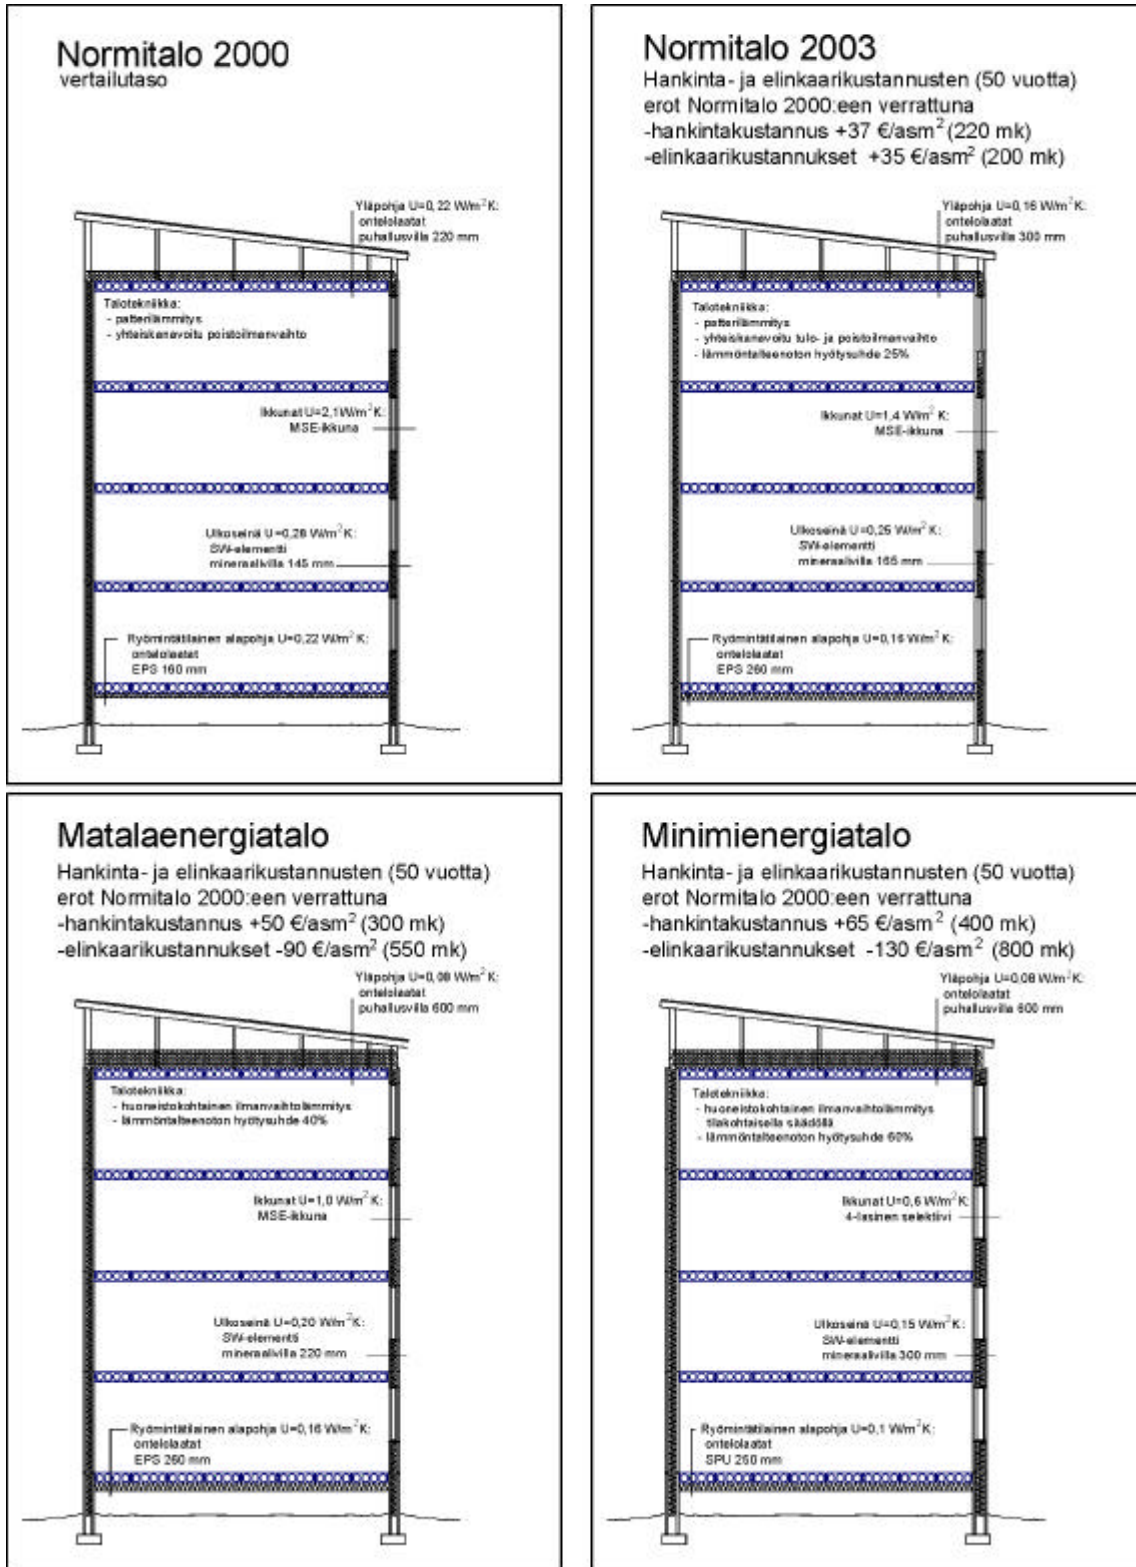 Normitalo 2000
vertailutaso
Yläpohja U=0,22 W/m²K:
ontelolaatat
puhallusvilla 220 mm
Talotekniikka:
- patterilämmitys
- yhteiskanavoitu poistoilmanvaihto
Ikkunat U=2,1W/m²K:
MSE-ikkuna
Ulkoseinä U=0,28 W/m²K:
SW-elementti
mineraalivilla 145 mm
Ryömintätilainen alapohja U=0,22 W/m²K:
ontelolaatat
EPS 160 mm
Normitalo 2003
Hankinta- ja elinkaarikustannusten (50 vuotta)
erot Normitalo 2000:een verrattuna
-hankintakustannus +37 €/asm² (220 mk)
-elinkaarikustannukset +35 €/asm² (200 mk)
Yläpohja U=0,16 W/m²K:
ontelolaatat
puhallusvilla 300 mm
Talotekniikka:
- patterilämmitys
- yhteiskanavoitu tulo- ja poistoilmanvaihto
- lämmöntalteenoton hyötysuhde 25%
Ikkunat U=1,4 W/m²K:
MSE-ikkuna
Ulkoseinä U=0,25 W/m²K:
SW-elementti
mineraalivilla 165 mm
Ryömintätilainen alapohja U=0,16 W/m²K:
ontelolaatat
EPS 260 mm
Matalaenergiatalo
Hankinta- ja elinkaarikustannusten (50 vuotta)
erot Normitalo 2000:een verrattuna
-hankintakustannus +50 €/asm² (300 mk)
-elinkaarikustannukset -90 €/asm² (550 mk)
Yläpohja U=0,08 W/m²K:
ontelolaatat
puhallusvilla 600 mm
Talotekniikka:
- huoneistokohtainen ilmanvaihtolämmitys
- lämmöntalteenoton hyötysuhde 40%
Ikkunat U=1,0 W/m²K:
MSE-ikkuna
Ulkoseinä U=0,20 W/m²K:
SW-elementti
mineraalivilla 220 mm
Ryömintätilainen alapohja U=0,16 W/m²K:
ontelolaatat
EPS 260 mm
Minimienergiatalo
Hankinta- ja elinkaarikustannusten (50 vuotta)
erot Normitalo 2000:een verrattuna
-hankintakustannus +65 €/asm² (400 mk)
-elinkaarikustannukset -130 €/asm² (800 mk)
Yläpohja U=0,08 W/m²K:
ontelolaatat
puhallusvilla 600 mm
Talotekniikka:
- huoneistokohtainen ilmanvaihtolämmitys
tilakohtaisella säädöllä
- lämmöntalteenoton hyötysuhde 60%
Ikkunat U=0,6 W/m²K:
4-lasinen selektiivi
Ulkoseinä U=0,15 W/m²K:
SW-elementti
mineraalivilla 300 mm
Ryömintätilainen alapohja U=0,1 W/m²K:
ontelolaatat
SPU 250 mm